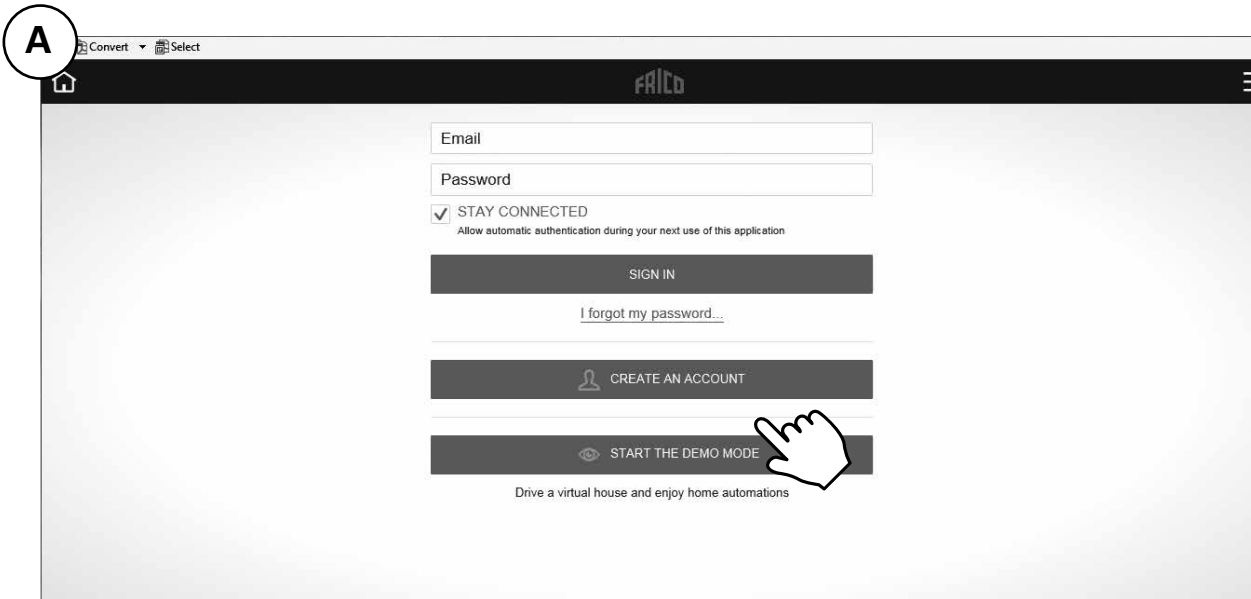 A
Convert Select
FRICO
Email
Password
STAY CONNECTED
Allow automatic authentication during your next use of this application
SIGN IN
I forgot my password...
CREATE AN ACCOUNT
START THE DEMO MODE
Drive a virtual house and enjoy home automations